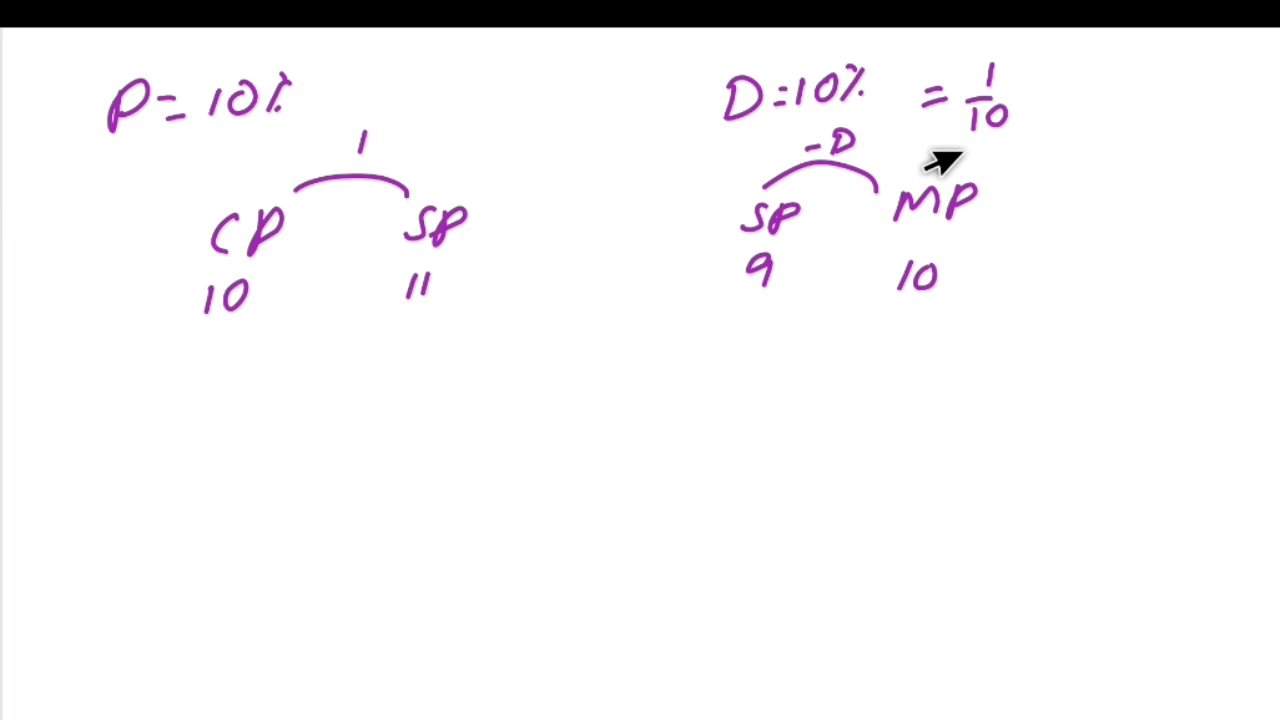 P = 10%
1
CP SP
10 11
D = 10% = 1/10
- D
SP MP
9 10